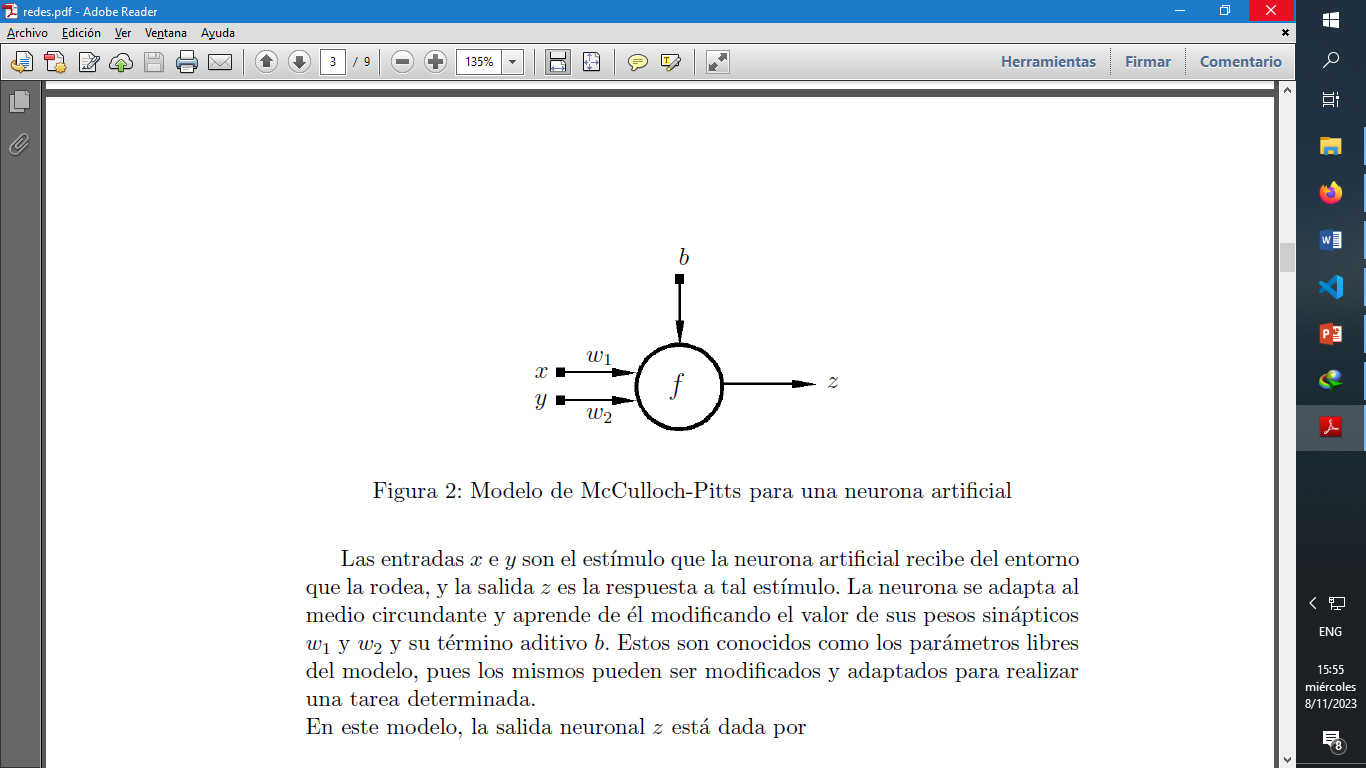 redes.pdf - Adobe Reader
Archivo Edición Ver Ventana Ayuda
3 / 9 135% Herramientas Firmar Comentario
b
x w1
f z
y w2
Figura 2: Modelo de McCulloch-Pitts para una neurona artificial
Las entradas x e y son el estímulo que la neurona artificial recibe del entorno
que la rodea, y la salida z es la respuesta a tal estímulo. La neurona se adapta al
medio circundante y aprende de él modificando el valor de sus pesos sinápticos
w1 y w2 y su término aditivo b. Estos son conocidos como los parámetros libres
del modelo, pues los mismos pueden ser modificados y adaptados para realizar
una tarea determinada.
En este modelo, la salida neuronal z está dada por
ENG
15:55
miércoles
8/11/2023
8